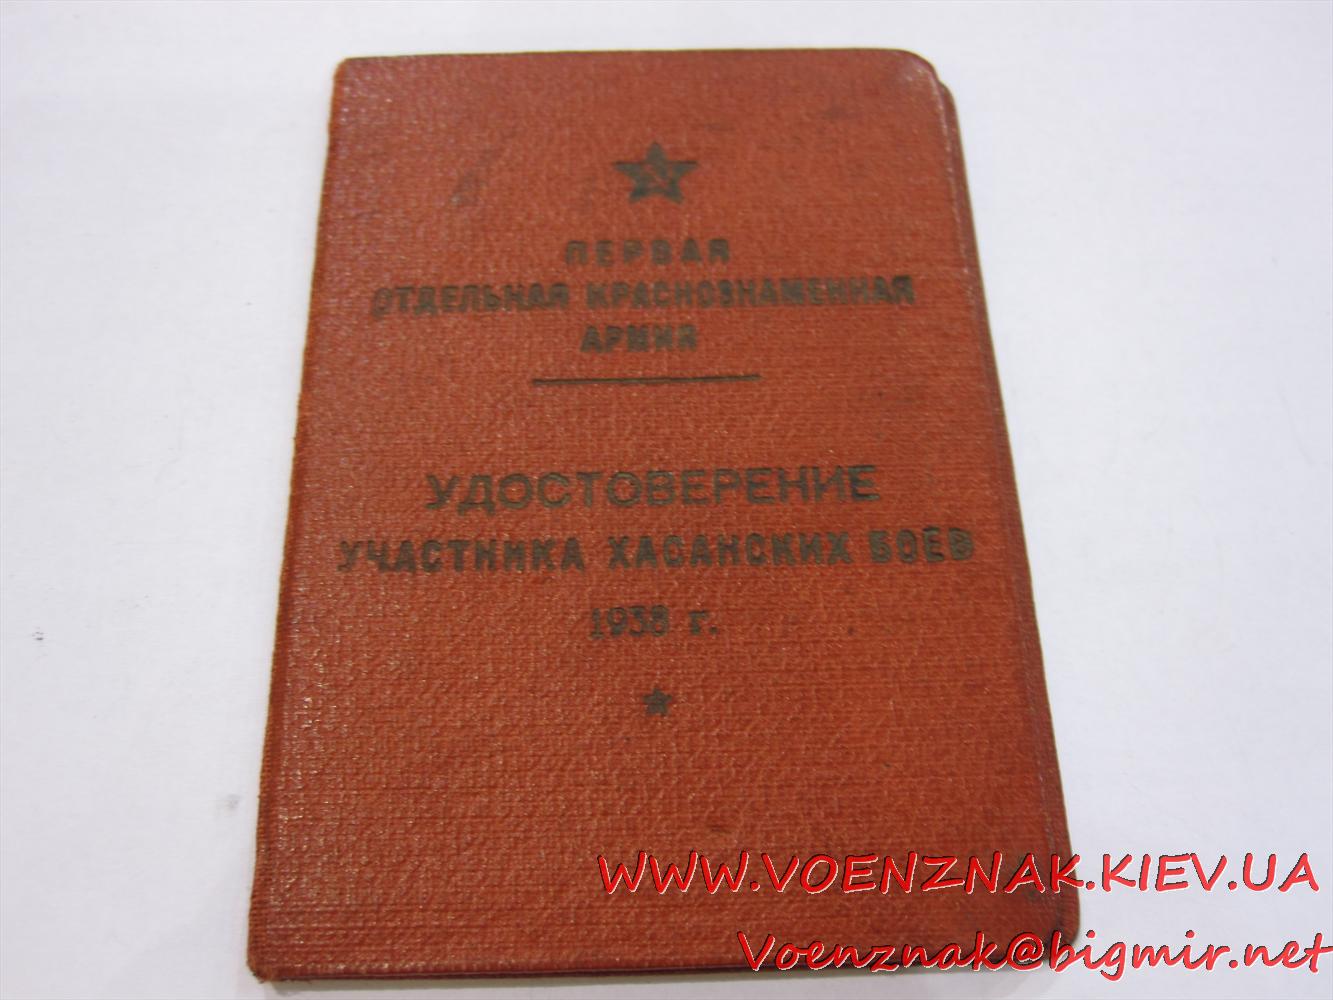 ПЕРВАЯ
ОТДЕЛЬНАЯ КРАСНОЗНАМЕННАЯ
АРМИЯ
УДОСТОВЕРЕНИЕ
УЧАСТНИКА ХАСАНСКИХ БОЕВ
1938 г.
WWW.VOENZNAK.KIEV.UA
Voenznak@bigmir.net